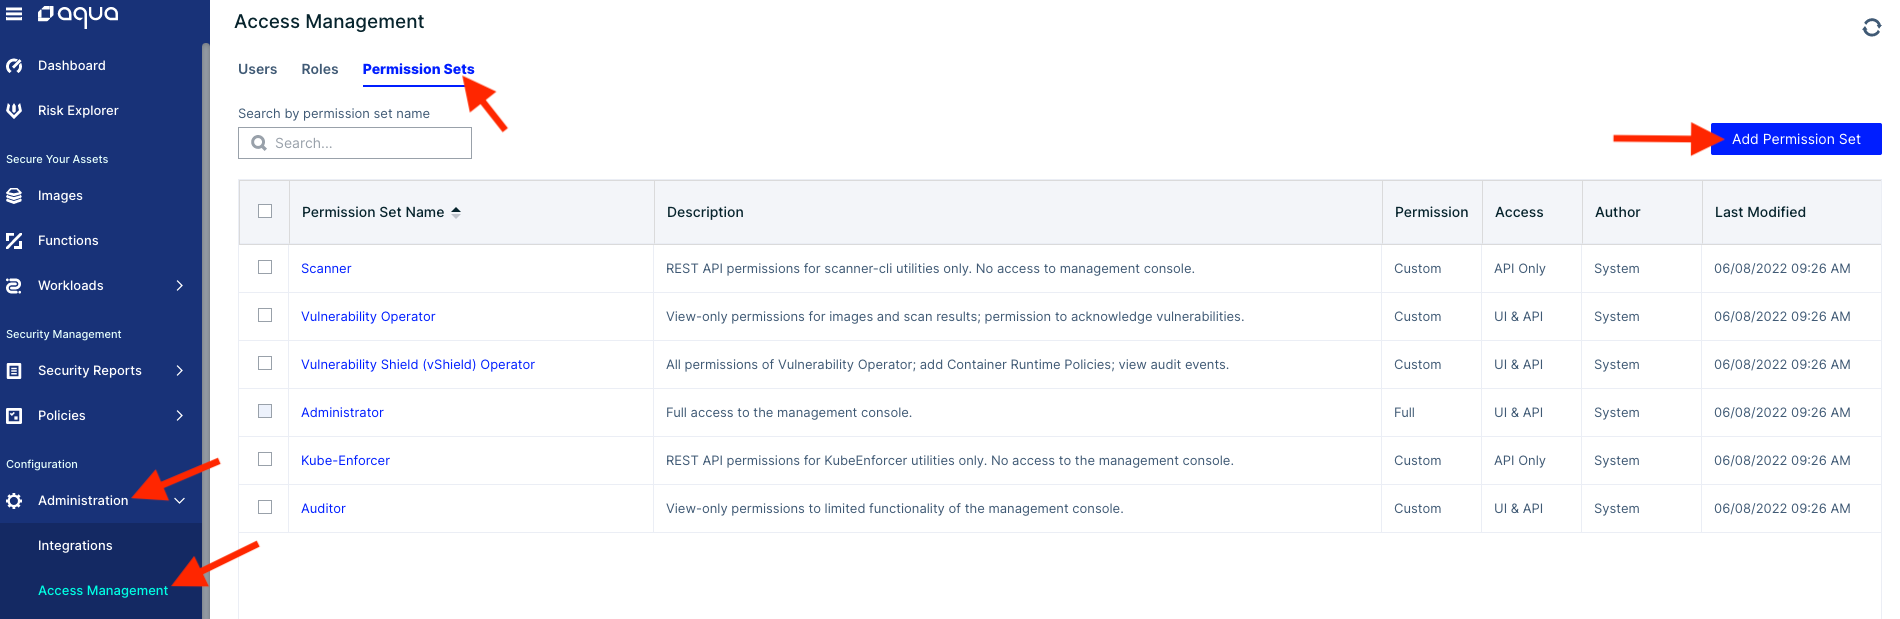 aqua
Dashboard
Risk Explorer
Secure Your Assets
Images
Functions
Workloads
Security Management
Security Reports
Policies
Configuration
Administration
Integrations
Access Management
Access Management
Users Roles Permission Sets
Search by permission set name
Search...
Add Permission Set
Permission Set Name Description Permission Access Author Last Modified
Scanner REST API permissions for scanner-cli utilities only. No access to management console. Custom API Only System 06/08/2022 09:26 AM
Vulnerability Operator View-only permissions for images and scan results; permission to acknowledge vulnerabilities. Custom UI & API System 06/08/2022 09:26 AM
Vulnerability Shield (vShield) Operator All permissions of Vulnerability Operator; add Container Runtime Policies; view audit events. Custom UI & API System 06/08/2022 09:26 AM
Administrator Full access to the management console. Full UI & API System 06/08/2022 09:26 AM
Kube-Enforcer REST API permissions for KubeEnforcer utilities only. No access to the management console. Custom API Only System 06/08/2022 09:26 AM
Auditor View-only permissions to limited functionality of the management console. Custom UI & API System 06/08/2022 09:26 AM